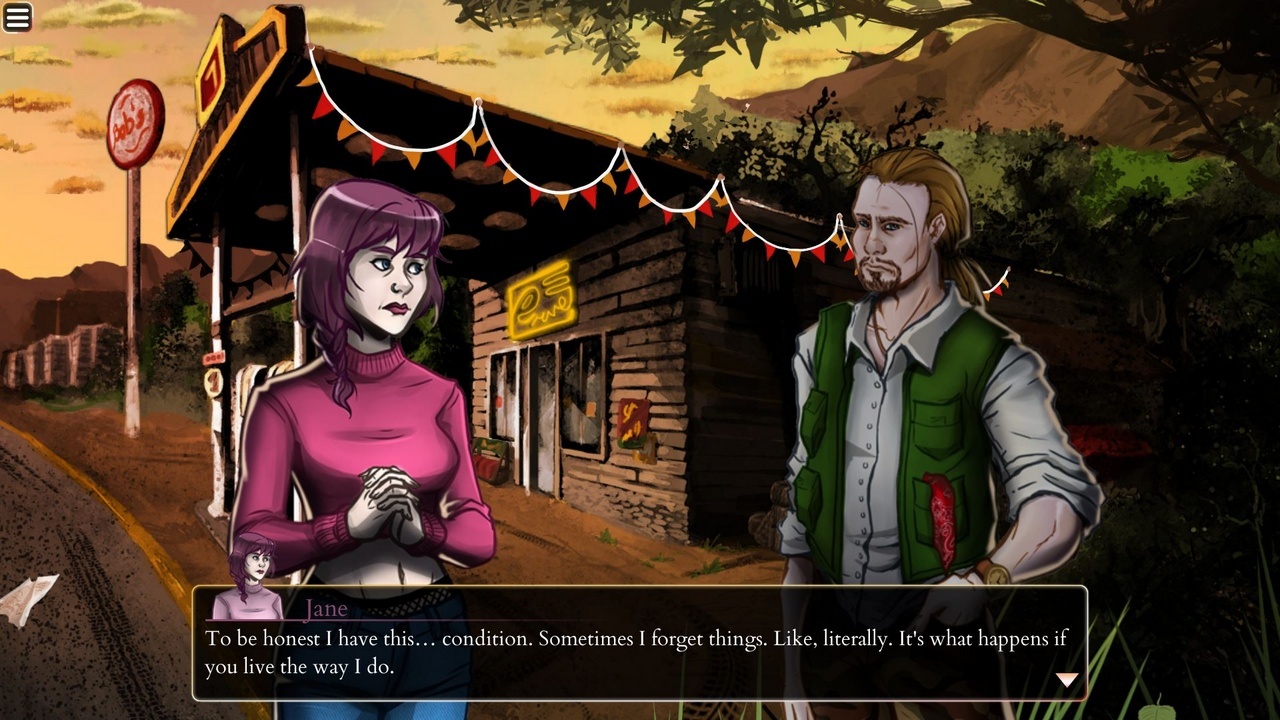 Bob's
Jane
To be honest I have this… condition. Sometimes I forget things. Like, literally. It's what happens if
you live the way I do.